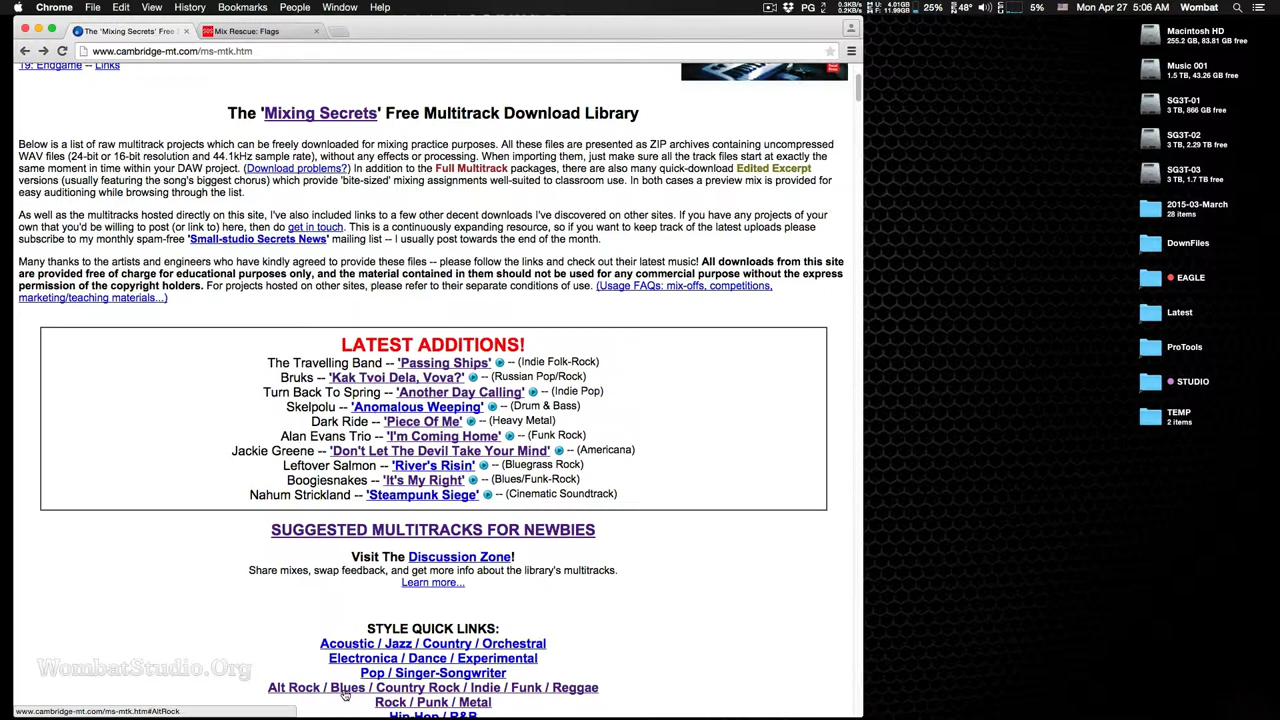 Chrome File Edit View History Bookmarks People Window Help
25% 48° 5% Mon Apr 27 5:06 AM Wombat
The 'Mixing Secrets' Free
Mix Rescue: Flags
www.cambridge-mt.com/ms-mtk.htm
19: Endgame -- Links
The 'Mixing Secrets' Free Multitrack Download Library
Below is a list of raw multitrack projects which can be freely downloaded for mixing practice purposes. All these files are presented as ZIP archives containing uncompressed
WAV files (24-bit or 16-bit resolution and 44.1kHz sample rate), without any effects or processing. When importing them, just make sure all the track files start at exactly the
same moment in time within your DAW project. (Download problems?) In addition to the Full Multitrack packages, there are also many quick-download Edited Excerpt
versions (usually featuring the song's biggest chorus) which provide 'bite-sized' mixing assignments well-suited to classroom use. In both cases a preview mix is provided for
easy auditioning while browsing through the list.
As well as the multitracks hosted directly on this site, I've also included links to a few other decent downloads I've discovered on other sites. If you have any projects of your
own that you'd be willing to post (or link to) here, then do get in touch. This is a continuously expanding resource, so if you want to keep track of the latest uploads please
subscribe to my monthly spam-free 'Small-studio Secrets News' mailing list -- I usually post towards the end of the month.
Many thanks to the artists and engineers who have kindly agreed to provide these files -- please follow the links and check out their latest music! All downloads from this site
are provided free of charge for educational purposes only, and the material contained in them should not be used for any commercial purpose without the express
permission of the copyright holders. For projects hosted on other sites, please refer to their separate conditions of use. (Usage FAQs: mix-offs, competitions,
marketing/teaching materials...)
LATEST ADDITIONS!
The Travelling Band -- 'Passing Ships' -- (Indie Folk-Rock)
Bruks -- 'Kak Tvoi Dela, Vova?' -- (Russian Pop/Rock)
Turn Back To Spring -- 'Another Day Calling' -- (Indie Pop)
Skelpolu -- 'Anomalous Weeping' -- (Drum & Bass)
Dark Ride -- 'Piece Of Me' -- (Heavy Metal)
Alan Evans Trio -- 'I'm Coming Home' -- (Funk Rock)
Jackie Greene -- 'Don't Let The Devil Take Your Mind' -- (Americana)
Leftover Salmon -- 'River's Risin' -- (Bluegrass Rock)
Boogiesnakes -- 'It's My Right' -- (Blues/Funk-Rock)
Nahum Strickland -- 'Steampunk Siege' -- (Cinematic Soundtrack)
SUGGESTED MULTITRACKS FOR NEWBIES
Visit The Discussion Zone!
Share mixes, swap feedback, and get more info about the library's multitracks.
Learn more...
STYLE QUICK LINKS:
Acoustic / Jazz / Country / Orchestral
Electronica / Dance / Experimental
Pop / Singer-Songwriter
Alt Rock / Blues / Country Rock / Indie / Funk / Reggae
Rock / Punk / Metal
Hip-Hop / R&B
WombatStudio.Org
www.cambridge-mt.com/ms-mtk.htm#AltRock
Macintosh HD
255.2 GB, 83.81 GB free
Music 001
1.5 TB, 43.26 GB free
SG3T-01
3 TB, 866 GB free
SG3T-02
3 TB, 2.29 TB free
SG3T-03
3 TB, 1.7 TB free
2015-03-March
28 items
DownFiles
EAGLE
Latest
ProTools
STUDIO
TEMP
2 items